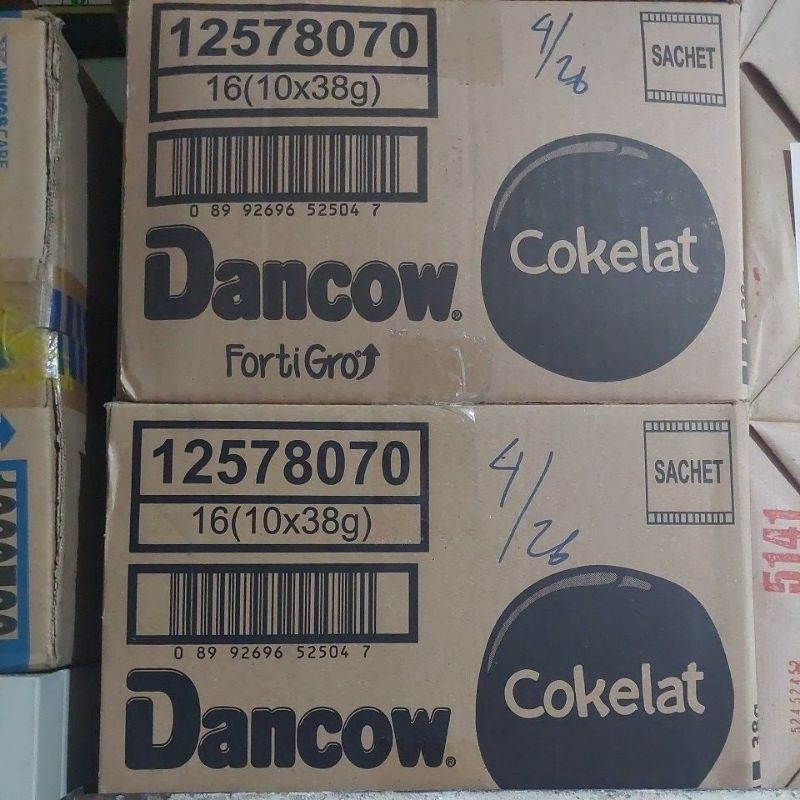 12578070
16(10x38g)
4/26
SACHET
0 89 92696 52504 7
Dancow®
FortiGro
Cokelat
12578070
16(10x38g)
4/26
SACHET
0 89 92696 52504 7
Dancow®
Cokelat
5141
38g